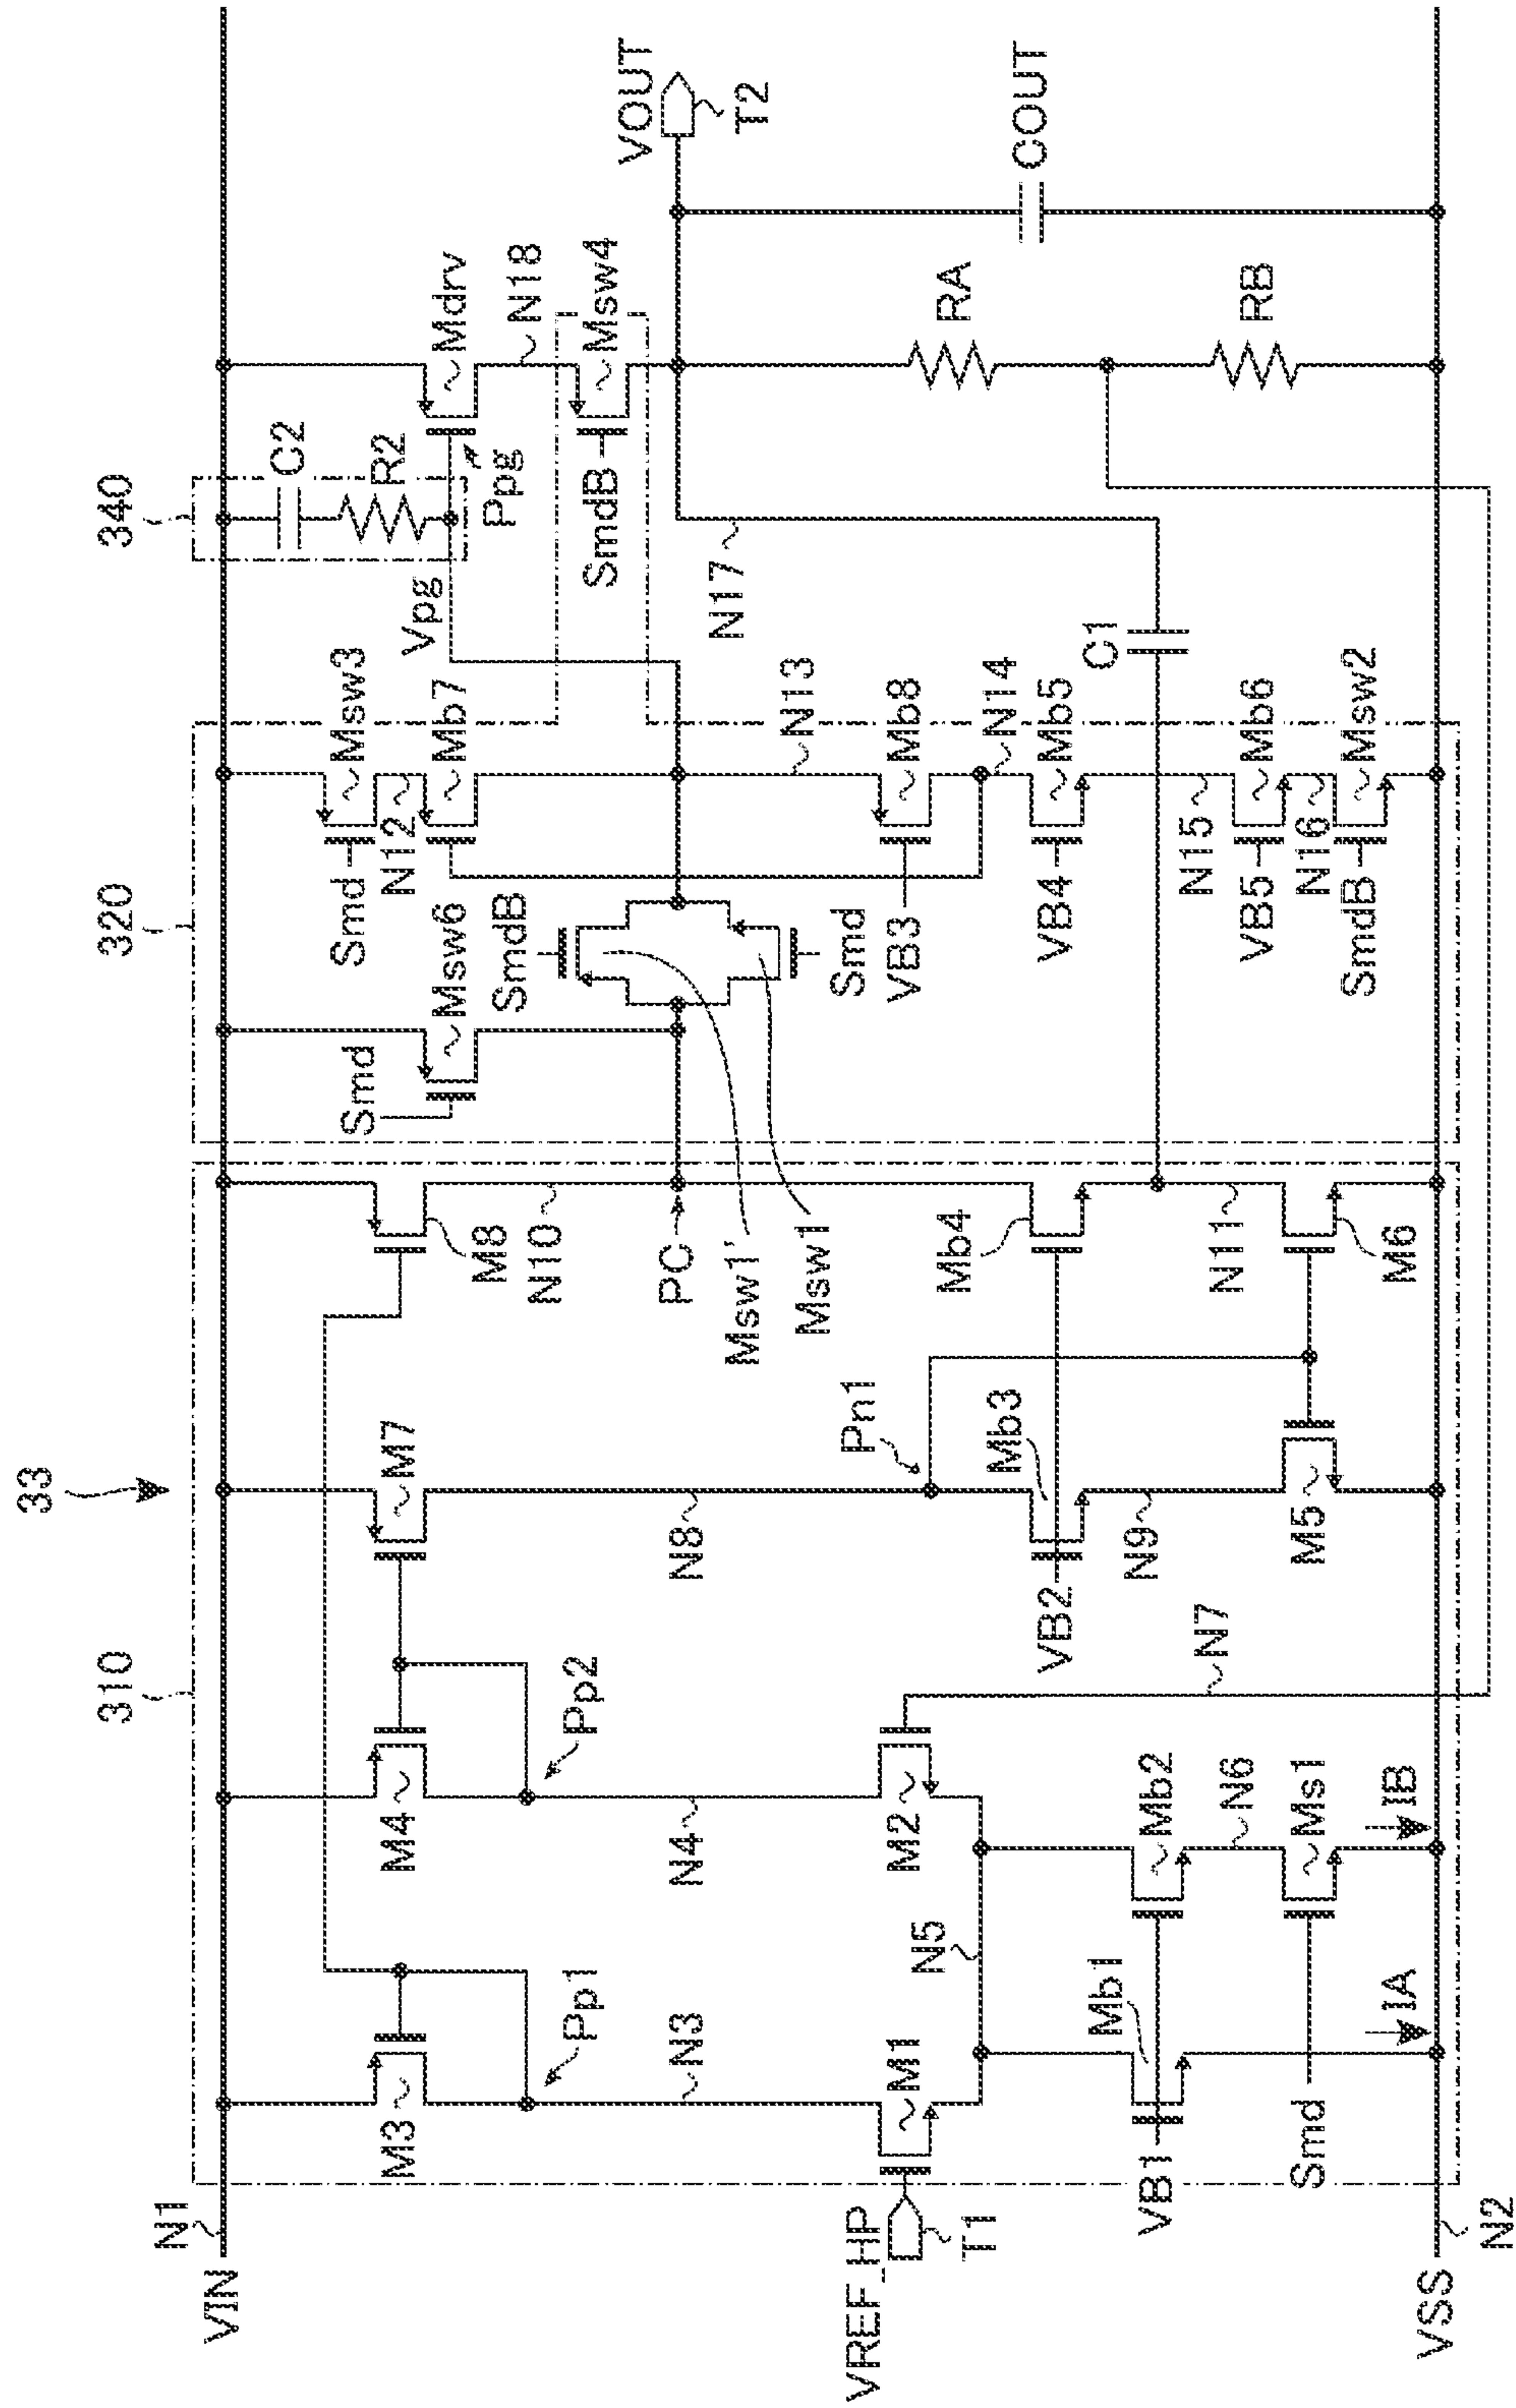 33
310
320
340
N1
VIN
M3
M4
M7
M8
Smd
Msw6
Smd
Msw3
N12
Mb7
Vpg
C2
R2
Ppg
Mdrv
N18
Msw4
SmdB
VOUT
T2
Pp1
Pp2
N3
N4
N8
N10
PC
Msw1'
Msw1
SmdB
Smd
N13
N17
VREF_HP
T1
M1
M2
N5
Pn1
VB3
Mb8
N14
RA
COUT
VB1
Mb1
Mb2
N6
N7
VB2
Mb3
Mb4
N9
N11
VB4
Mb5
C1
N15
VB5
Mb6
N16
SmdB
Msw2
RB
Smd
Ms1
IA
IB
M5
M6
VSS
N2